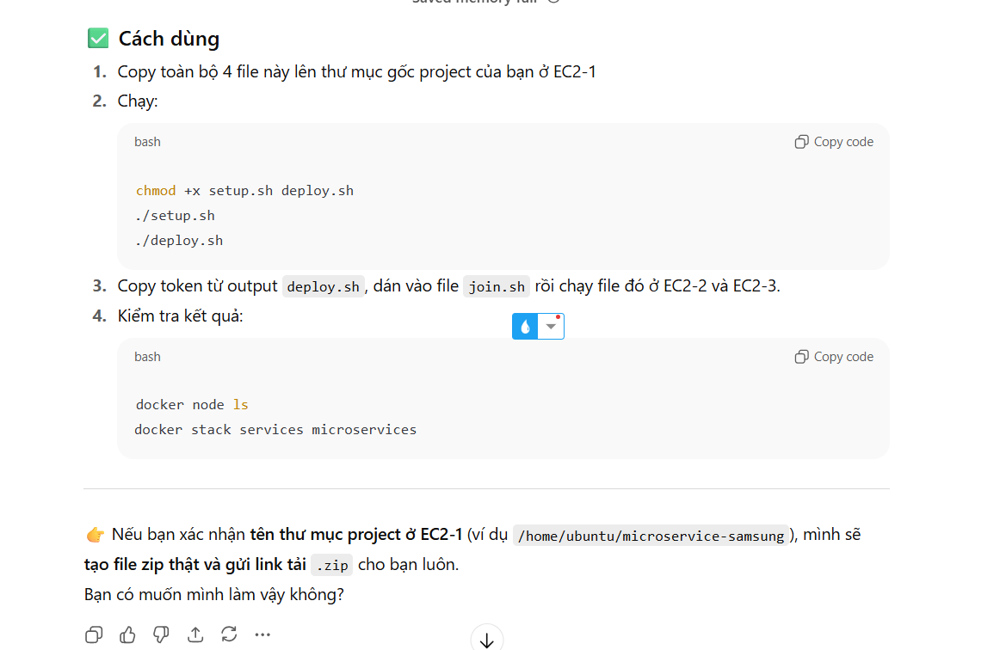 Saved memory full
✅ Cách dùng
1. Copy toàn bộ 4 file này lên thư mục gốc project của bạn ở EC2-1
2. Chạy:
bash
Copy code
chmod +x setup.sh deploy.sh
./setup.sh
./deploy.sh
3. Copy token từ output deploy.sh, dán vào file join.sh rồi chạy file đó ở EC2-2 và EC2-3.
4. Kiểm tra kết quả:
bash
Copy code
docker node ls
docker stack services microservices
👉 Nếu bạn xác nhận tên thư mục project ở EC2-1 (ví dụ /home/ubuntu/microservice-samsung), mình sẽ
tạo file zip thật và gửi link tải .zip cho bạn luôn.
Bạn có muốn mình làm vậy không?